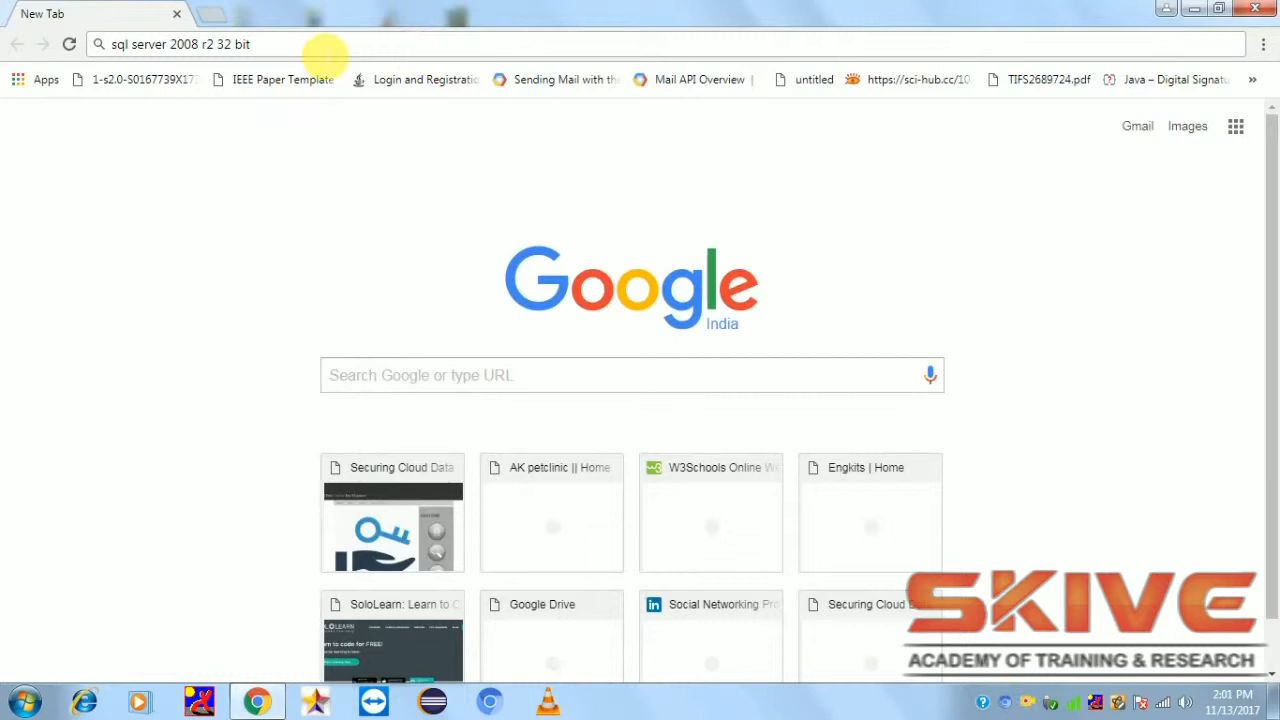 New Tab
sql server 2008 r2 32 bit
Apps
1-s2.0-S0167739X17
IEEE Paper Template
Login and Registratio
Sending Mail with the
Mail API Overview |
untitled
https://sci-hub.cc/10
TIFS2689724.pdf
Java – Digital Signatu
»
Gmail
Images
Google
India
Search Google or type URL
Securing Cloud Data
AK petclinic || Home
W3Schools Online W
Engkits | Home
SoloLearn: Learn to C
Google Drive
Social Networking Pro
Securing Cloud
SKIVE
ACADEMY OF TRAINING & RESEARCH
2:01 PM
11/13/2017